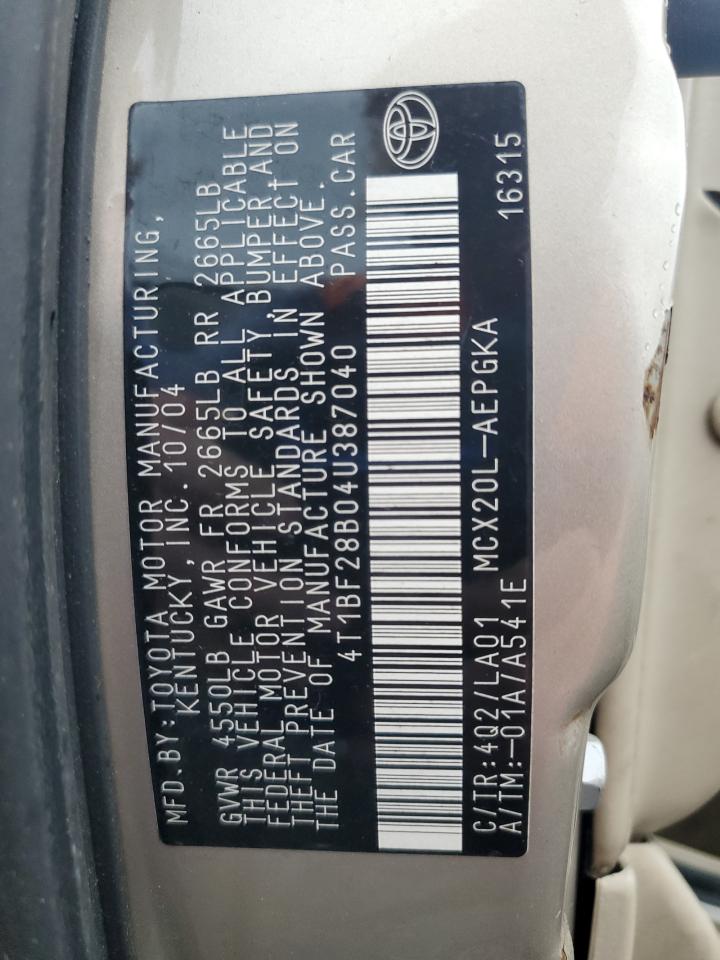 MFD.BY:TOYOTA MOTOR MANUFACTURING,
KENTUCKY, INC.10/04
GVWR 4550LB GAWR FR 2665LB RR 2665LB
THIS VEHICLE CONFORMS TO ALL APPLICABLE
FEDERAL MOTOR VEHICLE SAFETY,BUMPER,AND
THEFT PREVENTION STANDARDS IN EFFECT ON
THE DATE OF MANUFACTURE SHOWN ABOVE.
4T1BF28B04U387040 PASS.CAR
C/TR:4Q2/LA01 MCX20L-AEPGKA
A/TM:-01A/A541E 16315